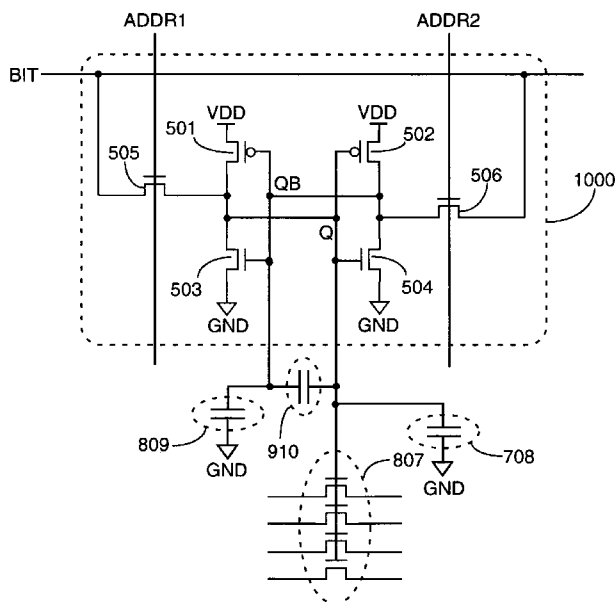 ADDR1 ADDR2
BIT
VDD VDD
501 502
505 506
QB
1000
Q
503 504
GND GND
809 910 807 708
GND GND